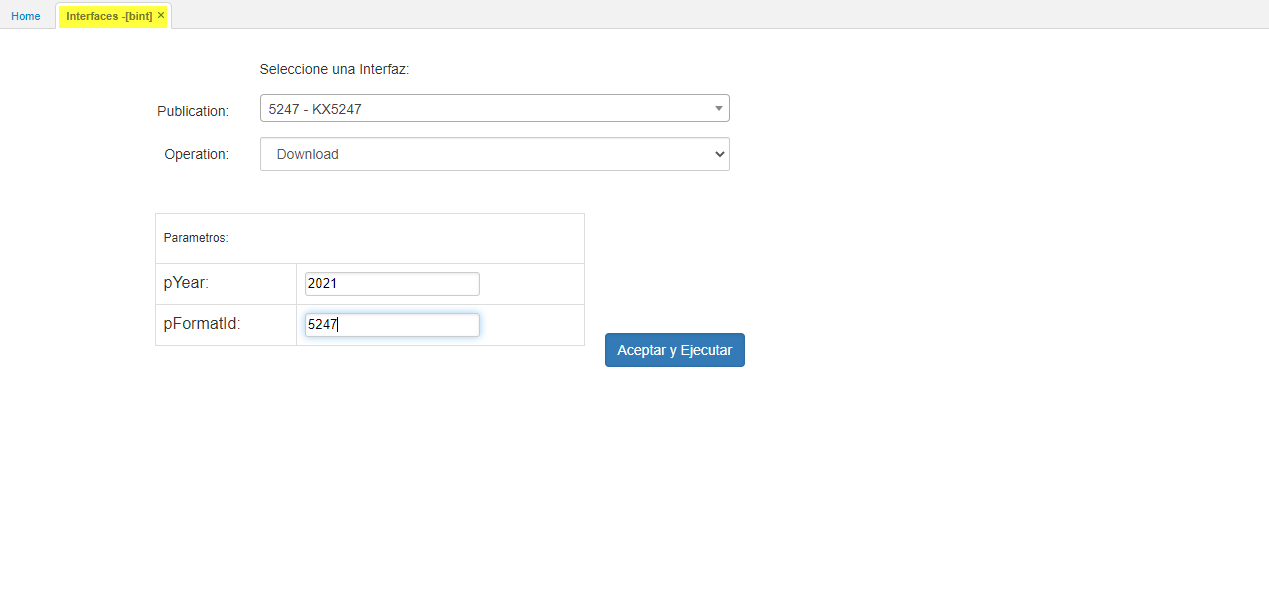 Home
Interfaces -[bint] ×
Seleccione una Interfaz:
Publication: 5247 - KX5247
Operation: Download
Parametros:
pYear: 2021
pFormatId: 5247
Aceptar y Ejecutar